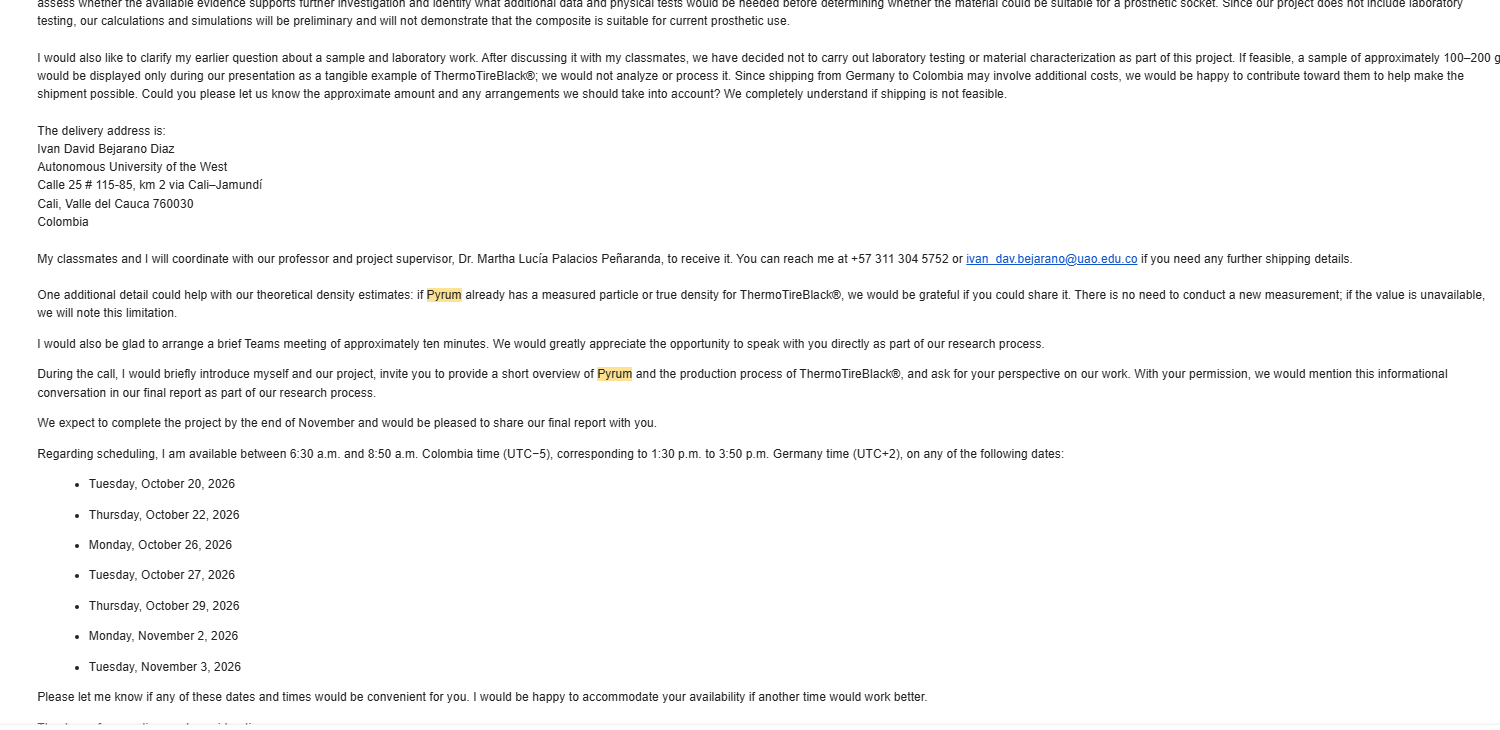 assess whether the available evidence supports further investigation and identify what additional data and physical tests would be needed before determining whether the material could be suitable for a prosthetic socket. Since our project does not include laboratory
testing, our calculations and simulations will be preliminary and will not demonstrate that the composite is suitable for current prosthetic use.
I would also like to clarify my earlier question about a sample and laboratory work. After discussing it with my classmates, we have decided not to carry out laboratory testing or material characterization as part of this project. If feasible, a sample of approximately 100–200 g
would be displayed only during our presentation as a tangible example of ThermoTireBlack®; we would not analyze or process it. Since shipping from Germany to Colombia may involve additional costs, we would be happy to contribute toward them to help make the
shipment possible. Could you please let us know the approximate amount and any arrangements we should take into account? We completely understand if shipping is not feasible.
The delivery address is:
Ivan David Bejarano Diaz
Autonomous University of the West
Calle 25 # 115-85, km 2 via Cali–Jamundí
Cali, Valle del Cauca 760030
Colombia
My classmates and I will coordinate with our professor and project supervisor, Dr. Martha Lucía Palacios Peñaranda, to receive it. You can reach me at +57 311 304 5752 or ivan_dav.bejarano@uao.edu.co if you need any further shipping details.
One additional detail could help with our theoretical density estimates: if Pyrum already has a measured particle or true density for ThermoTireBlack®, we would be grateful if you could share it. There is no need to conduct a new measurement; if the value is unavailable,
we will note this limitation.
I would also be glad to arrange a brief Teams meeting of approximately ten minutes. We would greatly appreciate the opportunity to speak with you directly as part of our research process.
During the call, I would briefly introduce myself and our project, invite you to provide a short overview of Pyrum and the production process of ThermoTireBlack®, and ask for your perspective on our work. With your permission, we would mention this informational
conversation in our final report as part of our research process.
We expect to complete the project by the end of November and would be pleased to share our final report with you.
Regarding scheduling, I am available between 6:30 a.m. and 8:50 a.m. Colombia time (UTC−5), corresponding to 1:30 p.m. to 3:50 p.m. Germany time (UTC+2), on any of the following dates:
• Tuesday, October 20, 2026
• Thursday, October 22, 2026
• Monday, October 26, 2026
• Tuesday, October 27, 2026
• Thursday, October 29, 2026
• Monday, November 2, 2026
• Tuesday, November 3, 2026
Please let me know if any of these dates and times would be convenient for you. I would be happy to accommodate your availability if another time would work better.